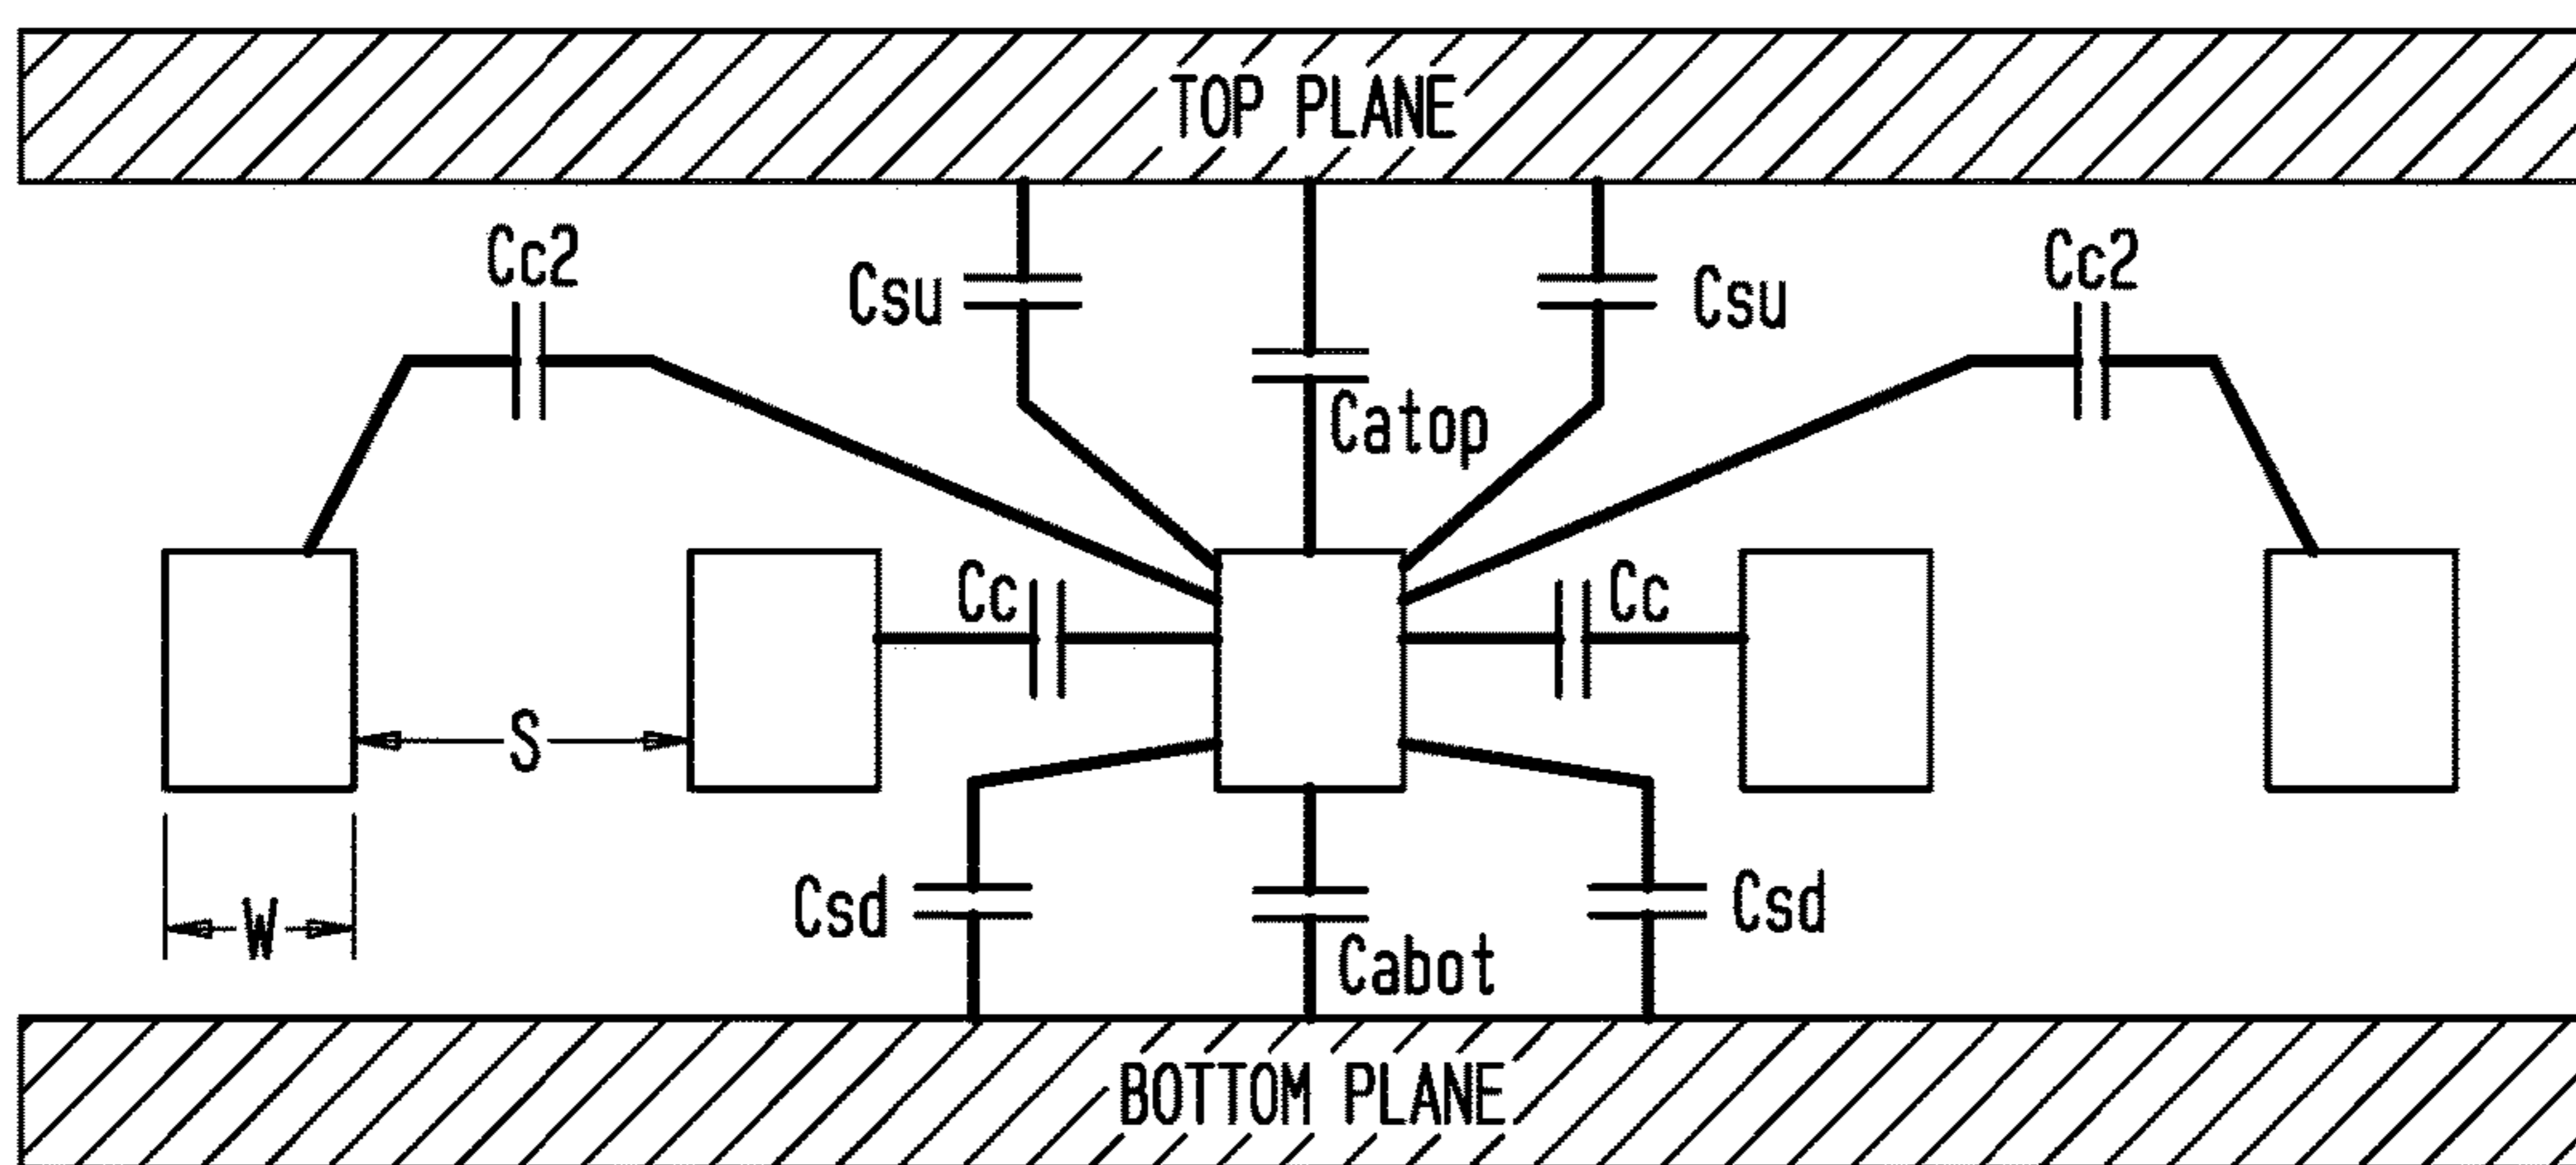 TOP PLANE
Cc2
Csu
Csu
Cc2
Catop
Cc
Cc
S
W
Csd
Csd
Cabot
BOTTOM PLANE